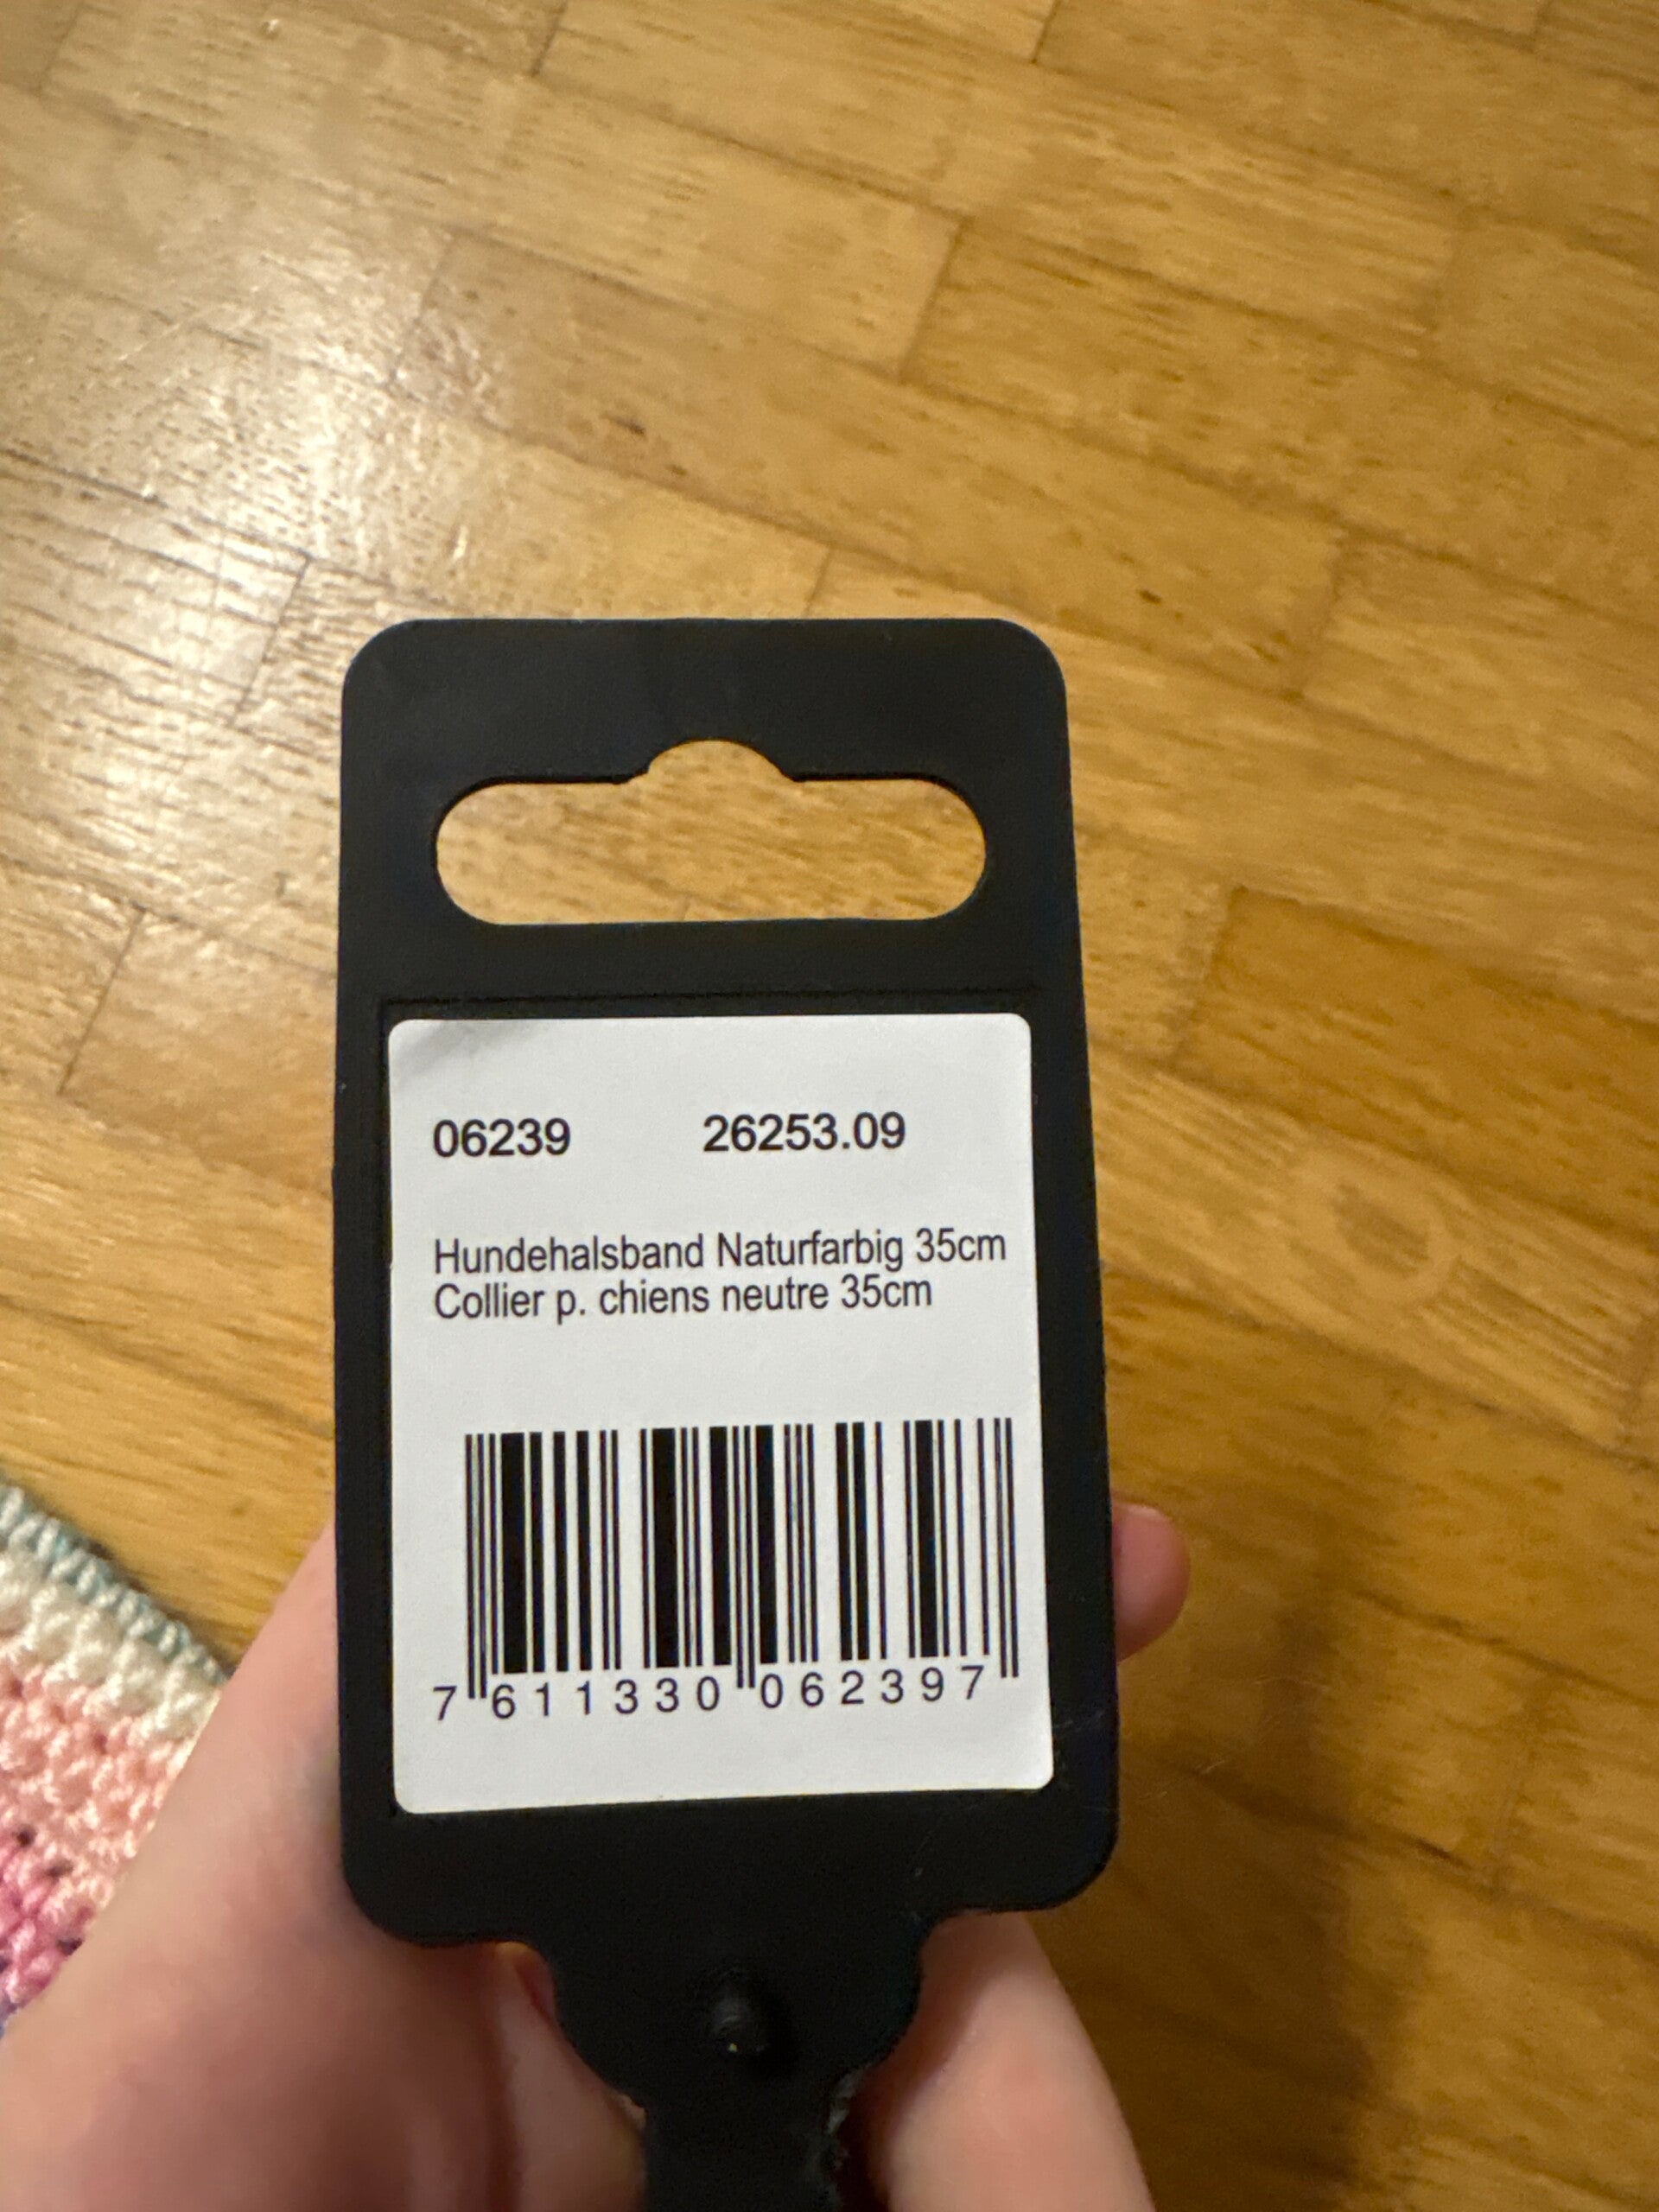 06239 26253.09
Hundehalsband Naturfarbig 35cm
Collier p. chiens neutre 35cm
7 611330 062397